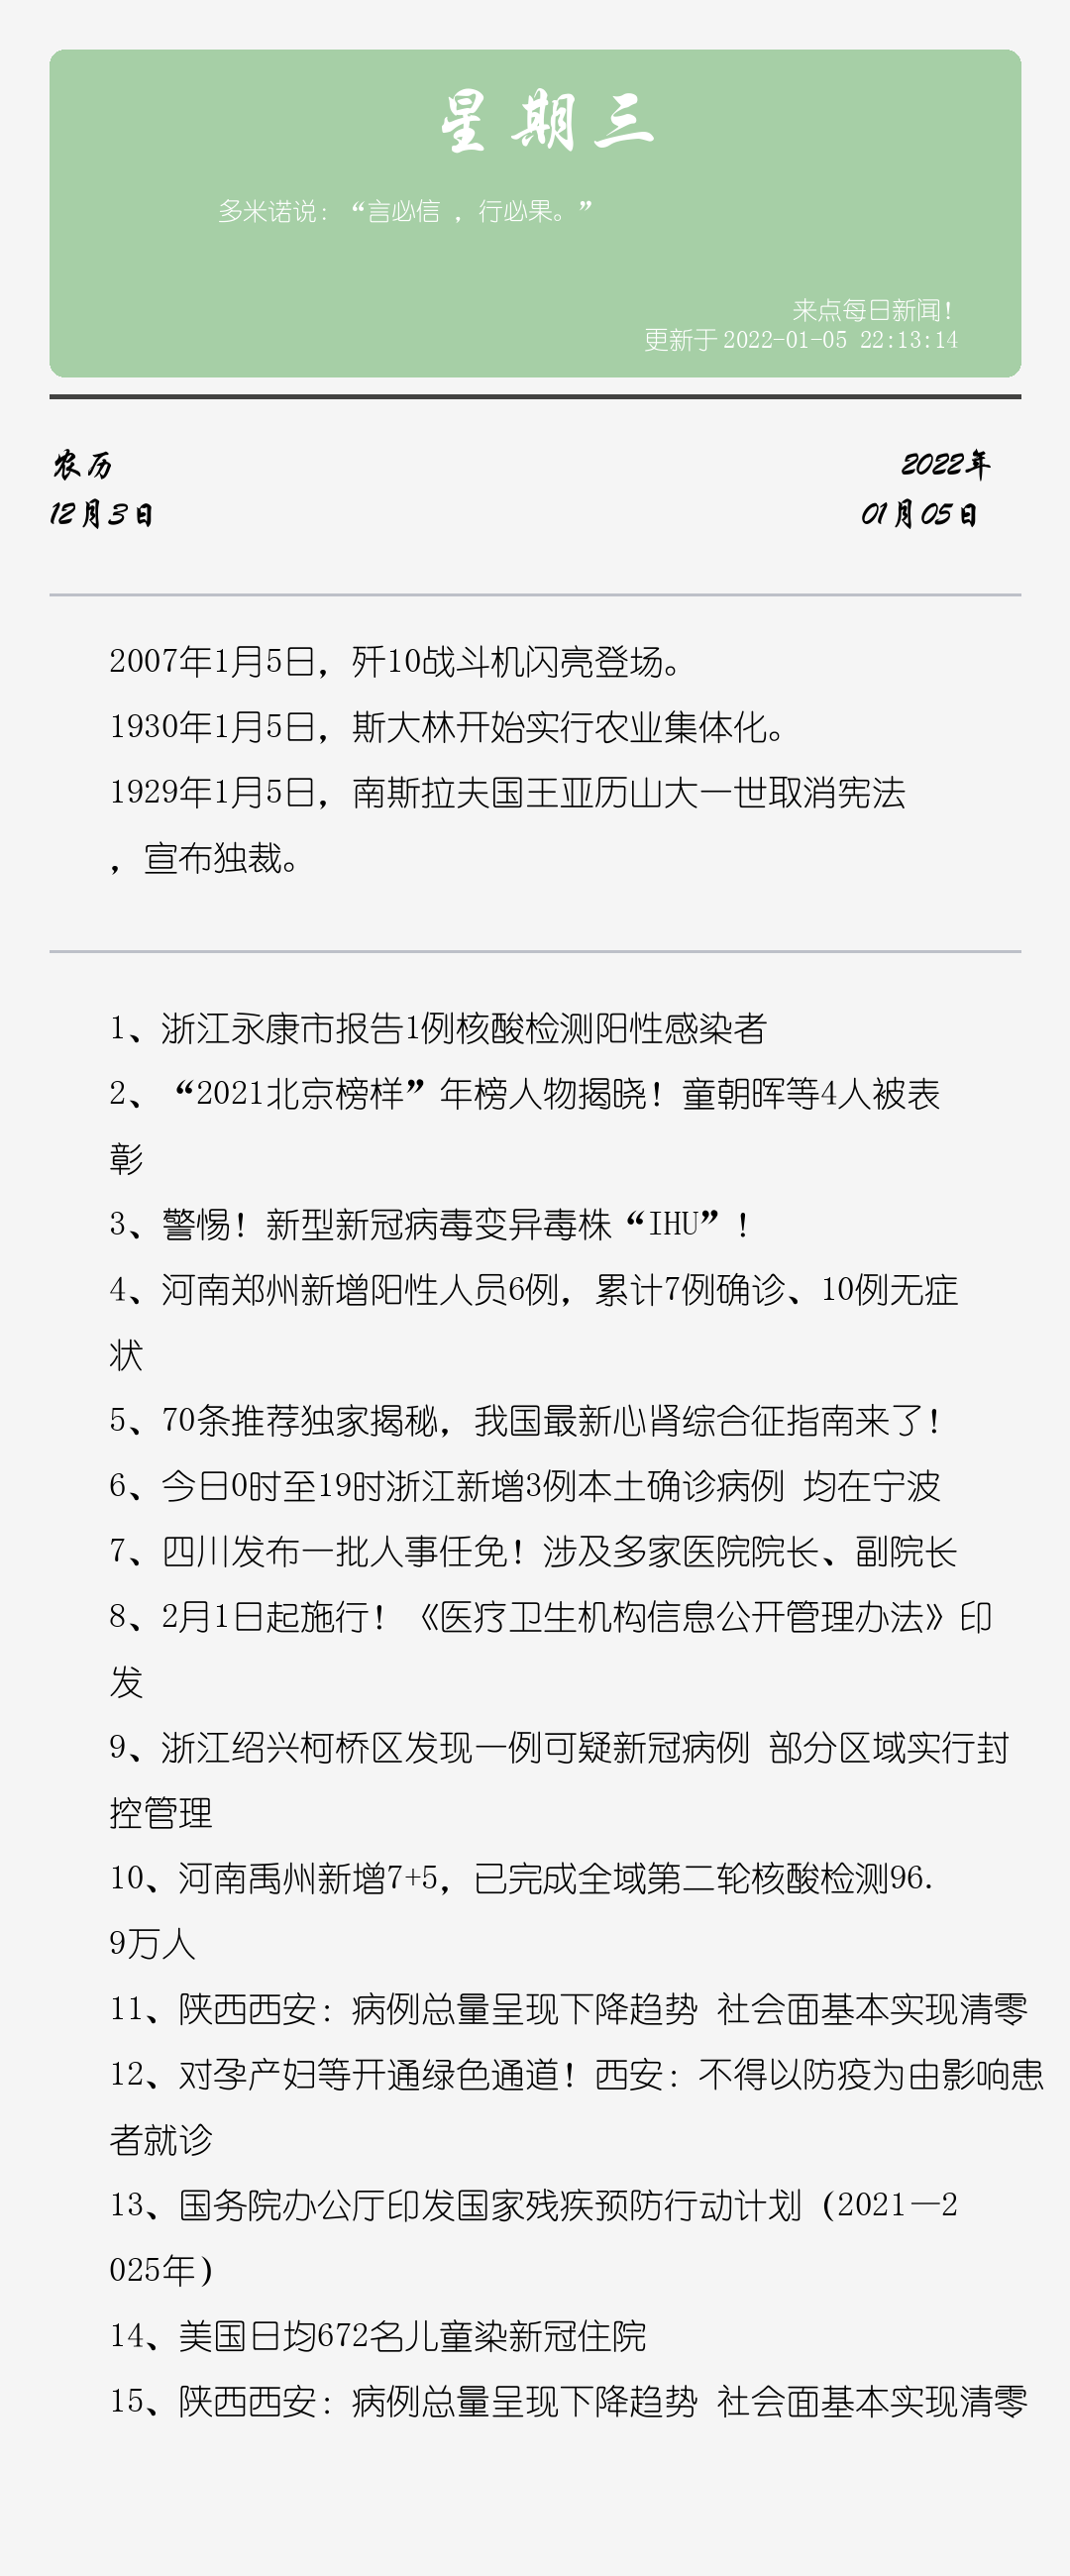 星期三
多米诺说：“言必信 ，行必果。”
来点每日新闻！
更新于 2022-01-05 22:13:14
农历
2022年
12月3日
01月05日
2007年1月5日，歼10战斗机闪亮登场。
1930年1月5日，斯大林开始实行农业集体化。
1929年1月5日，南斯拉夫国王亚历山大一世取消宪法
，宣布独裁。
1、浙江永康市报告1例核酸检测阳性感染者
2、“2021北京榜样”年榜人物揭晓！童朝晖等4人被表
彰
3、警惕！新型新冠病毒变异毒株“IHU”！
4、河南郑州新增阳性人员6例，累计7例确诊、10例无症
状
5、70条推荐独家揭秘，我国最新心肾综合征指南来了！
6、今日0时至19时浙江新增3例本土确诊病例 均在宁波
7、四川发布一批人事任免！涉及多家医院院长、副院长
8、2月1日起施行！《医疗卫生机构信息公开管理办法》印
发
9、浙江绍兴柯桥区发现一例可疑新冠病例 部分区域实行封
控管理
10、河南禹州新增7+5，已完成全域第二轮核酸检测96.
9万人
11、陕西西安：病例总量呈现下降趋势 社会面基本实现清零
12、对孕产妇等开通绿色通道！西安：不得以防疫为由影响患
者就诊
13、国务院办公厅印发国家残疾预防行动计划（2021—2
025年）
14、美国日均672名儿童染新冠住院
15、陕西西安：病例总量呈现下降趋势 社会面基本实现清零